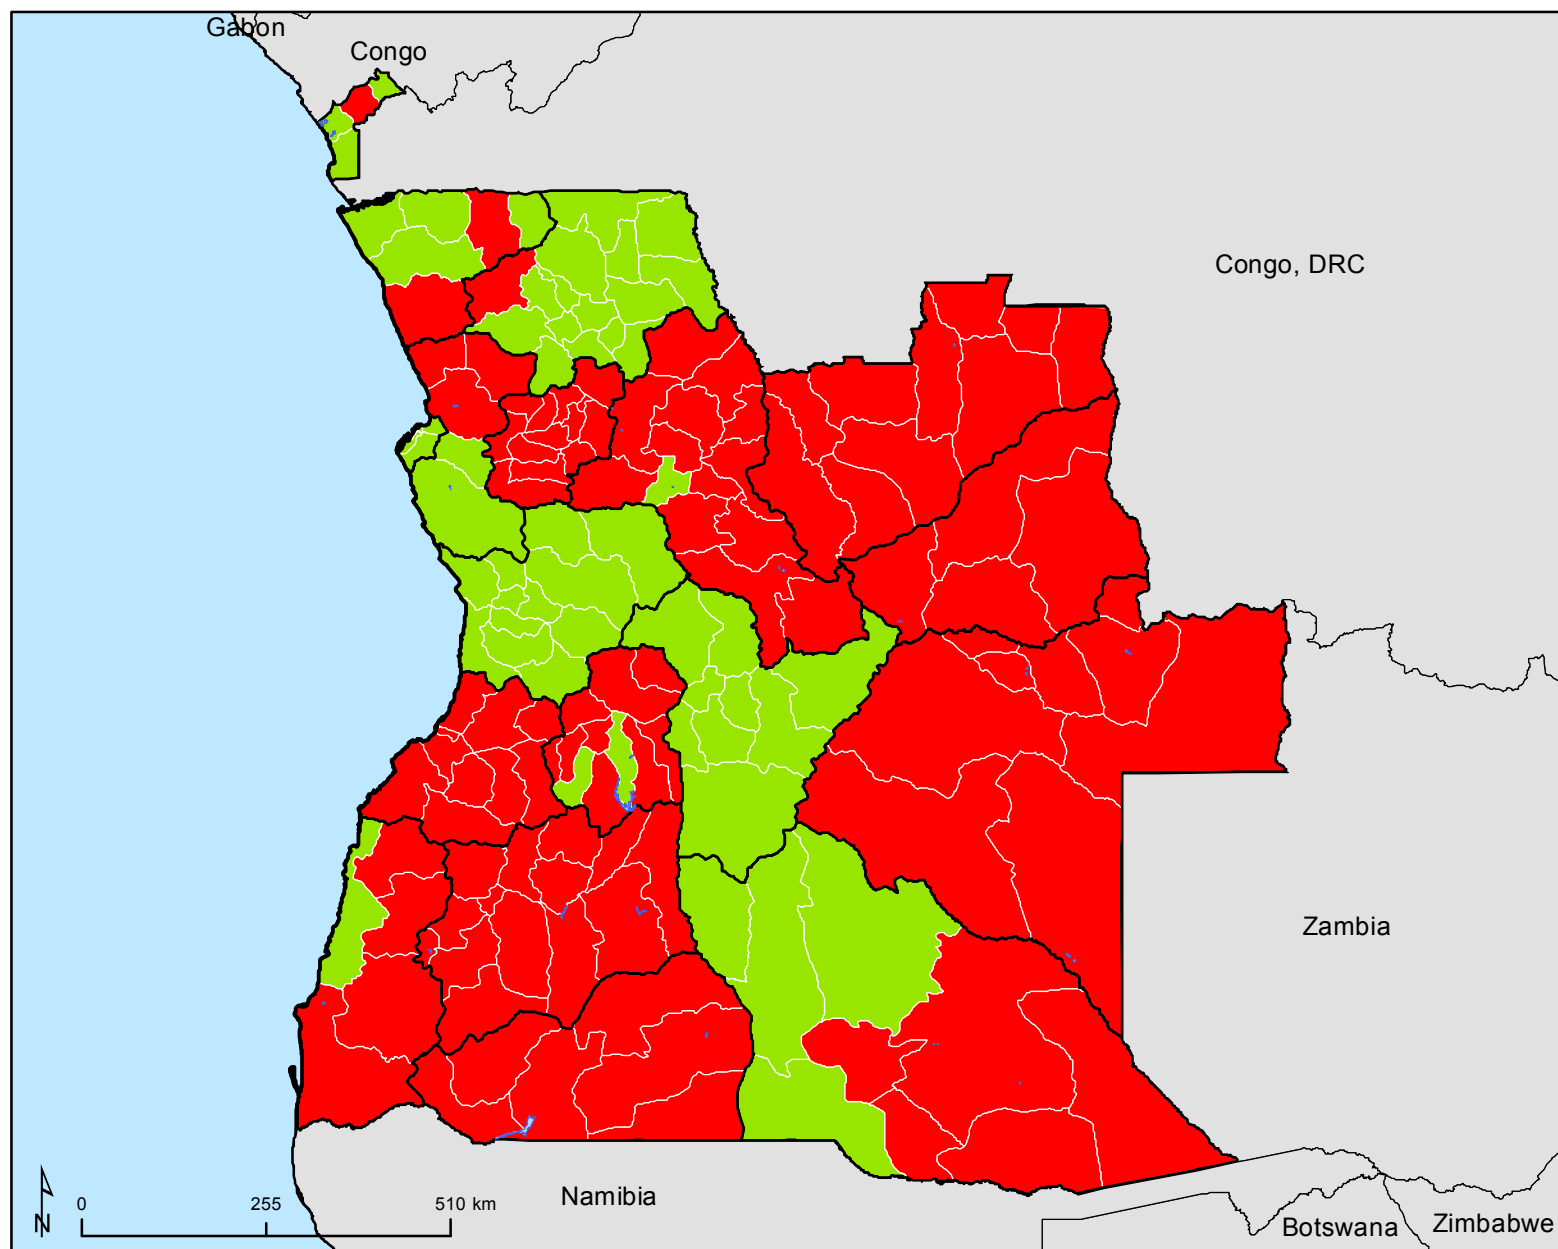 Gabon
Congo
Congo, DRC
Zambia
N
0 255 510 km
Namibia
Botswana
Zimbabwe